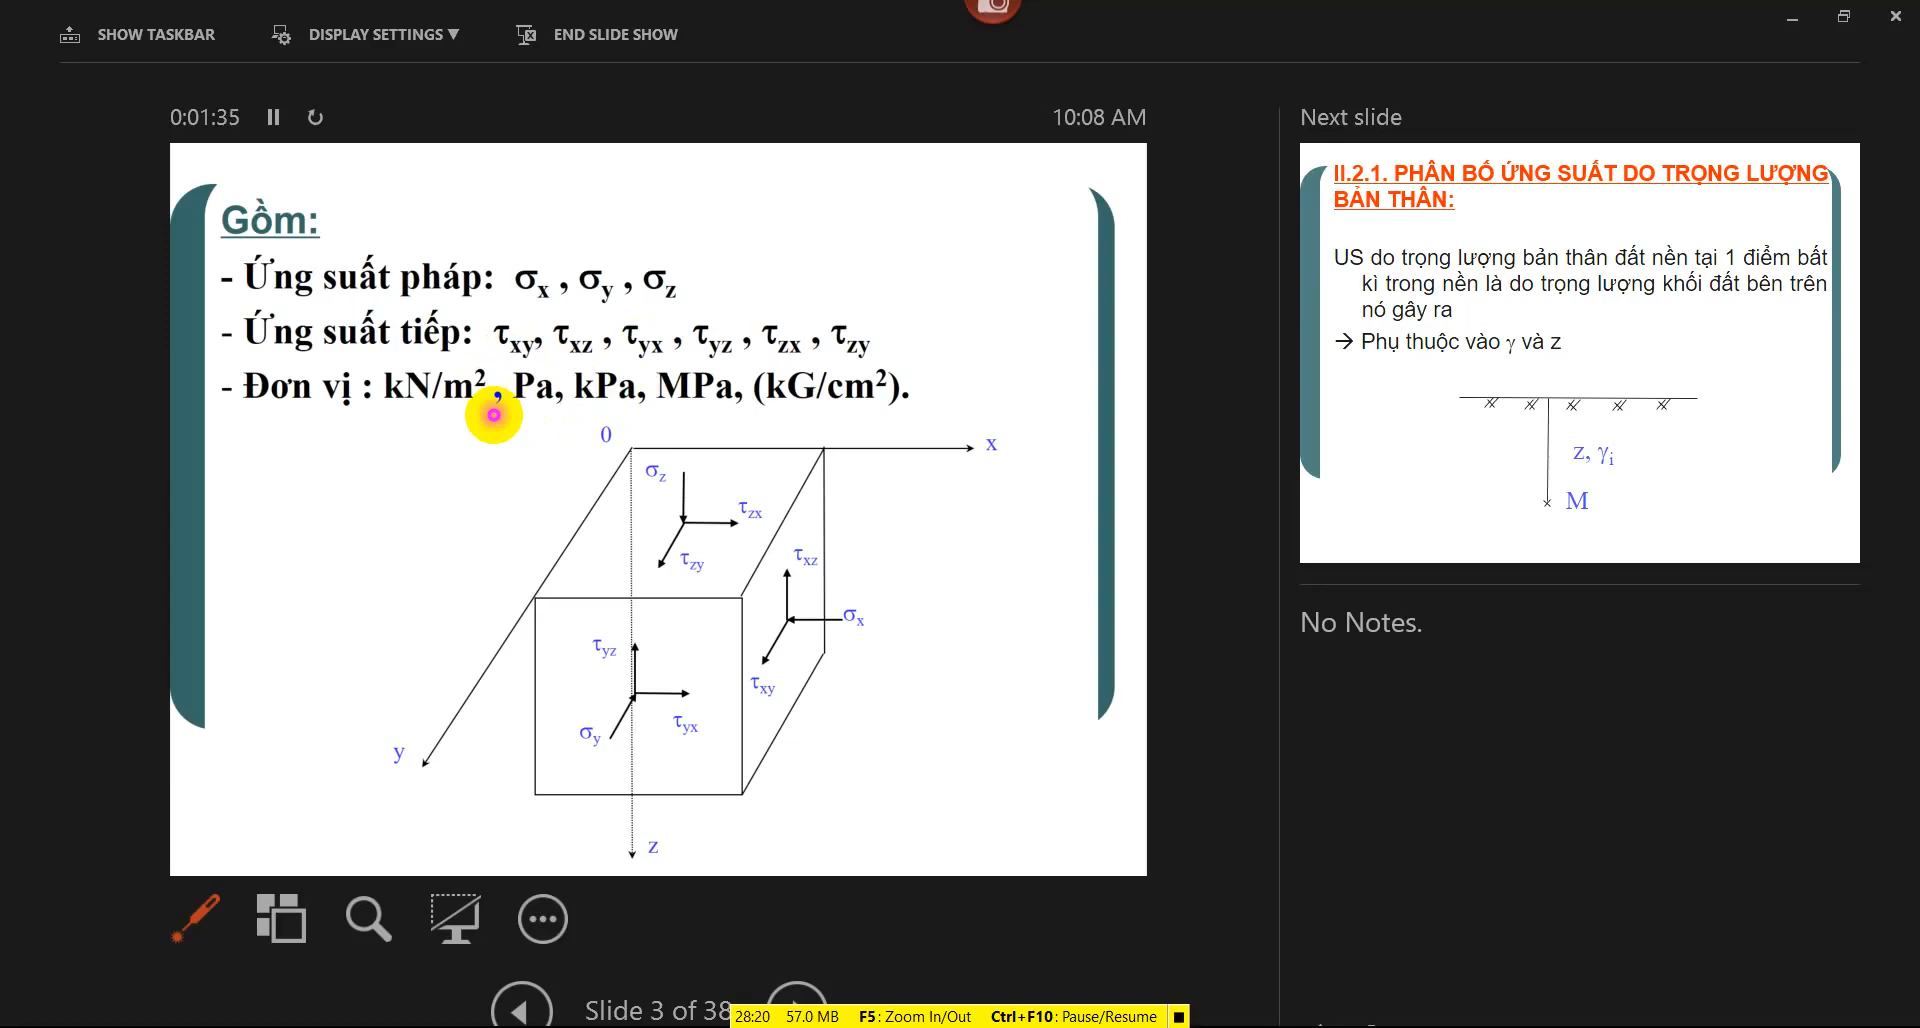 SHOW TASKBAR
DISPLAY SETTINGS ▼
END SLIDE SHOW
0:01:35
10:08 AM
Gồm:
- Ứng suất pháp: σx , σy , σz
- Ứng suất tiếp: τxy, τxz , τyx , τyz , τzx , τzy
- Đơn vị : kN/m² , Pa, kPa, MPa, (kG/cm²).
0
x
σz
τzx
τzy
τxz
σx
τxy
τyz
τyx
σy
y
z
Next slide
II.2.1. PHÂN BỐ ỨNG SUẤT DO TRỌNG LƯỢNG
BẢN THÂN:
US do trọng lượng bản thân đất nền tại 1 điểm bất
kì trong nền là do trọng lượng khối đất bên trên
nó gây ra
→ Phụ thuộc vào γ và z
z, γi
M
No Notes.
Slide 3 of 38
28:20 57.0 MB F5: Zoom In/Out Ctrl+F10: Pause/Resume